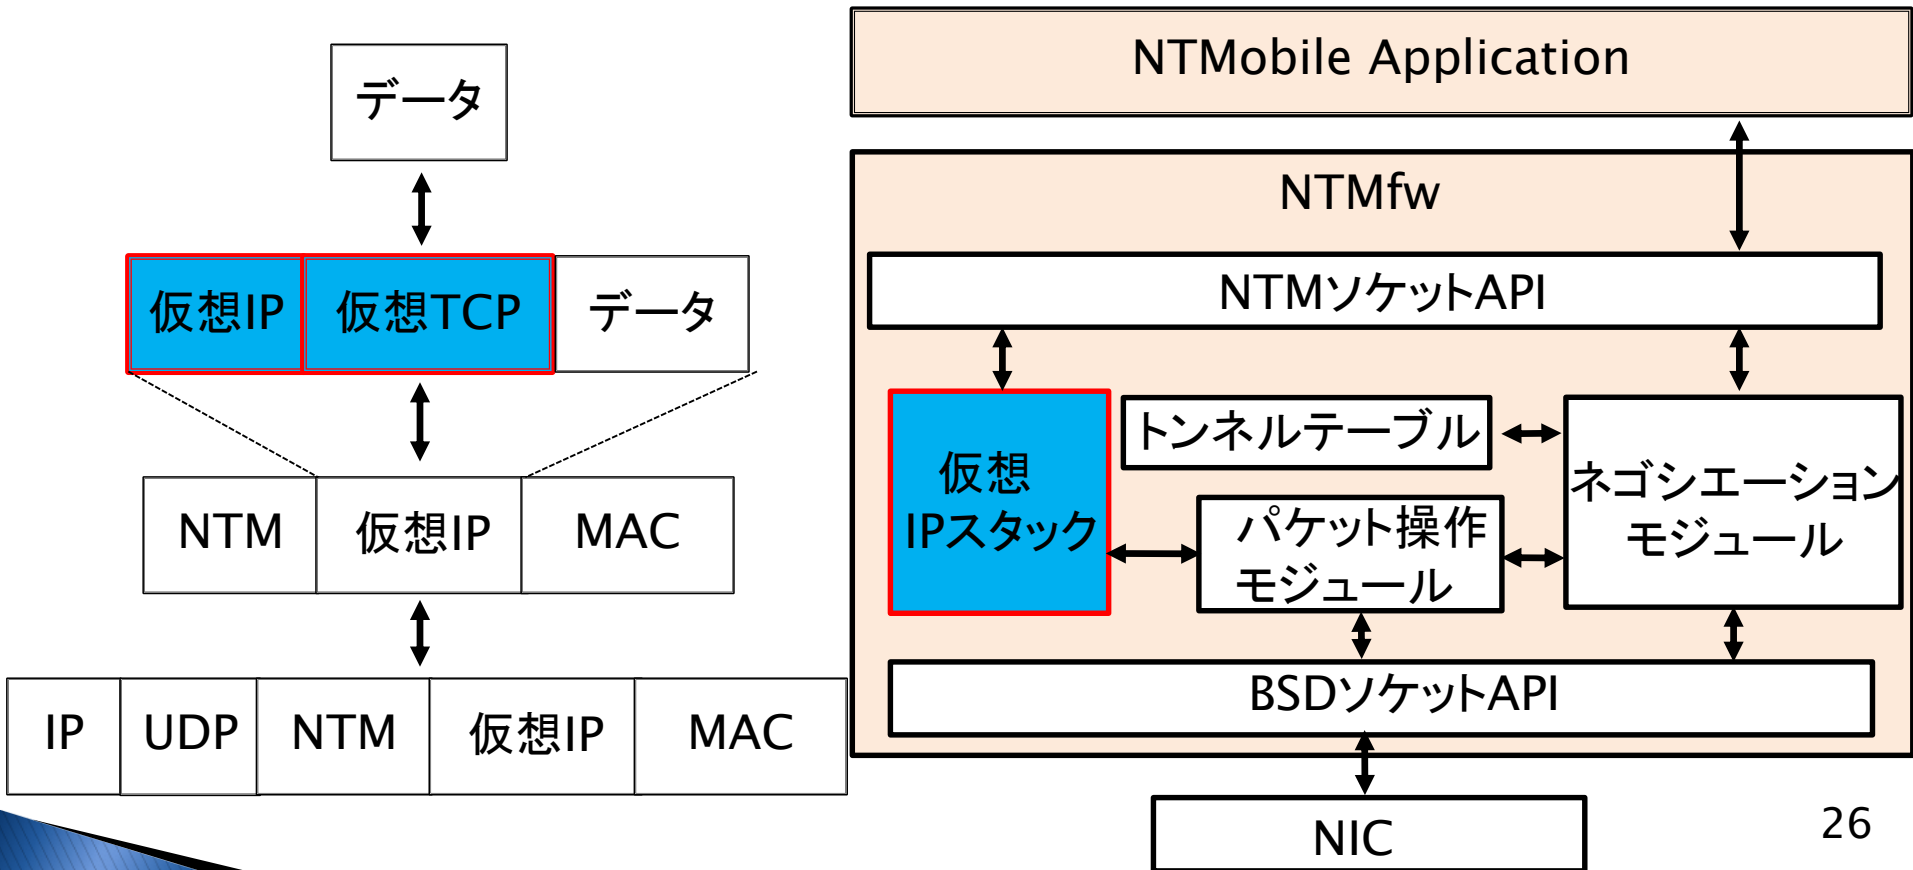 データ
仮想IP
仮想TCP
データ
NTM
仮想IP
MAC
IP
UDP
NTM
仮想IP
MAC
NTMobile Application
NTMfw
NTMソケットAPI
仮想
IPスタック
トンネルテーブル
パケット操作
モジュール
ネゴシエーション
モジュール
BSDソケットAPI
NIC
26